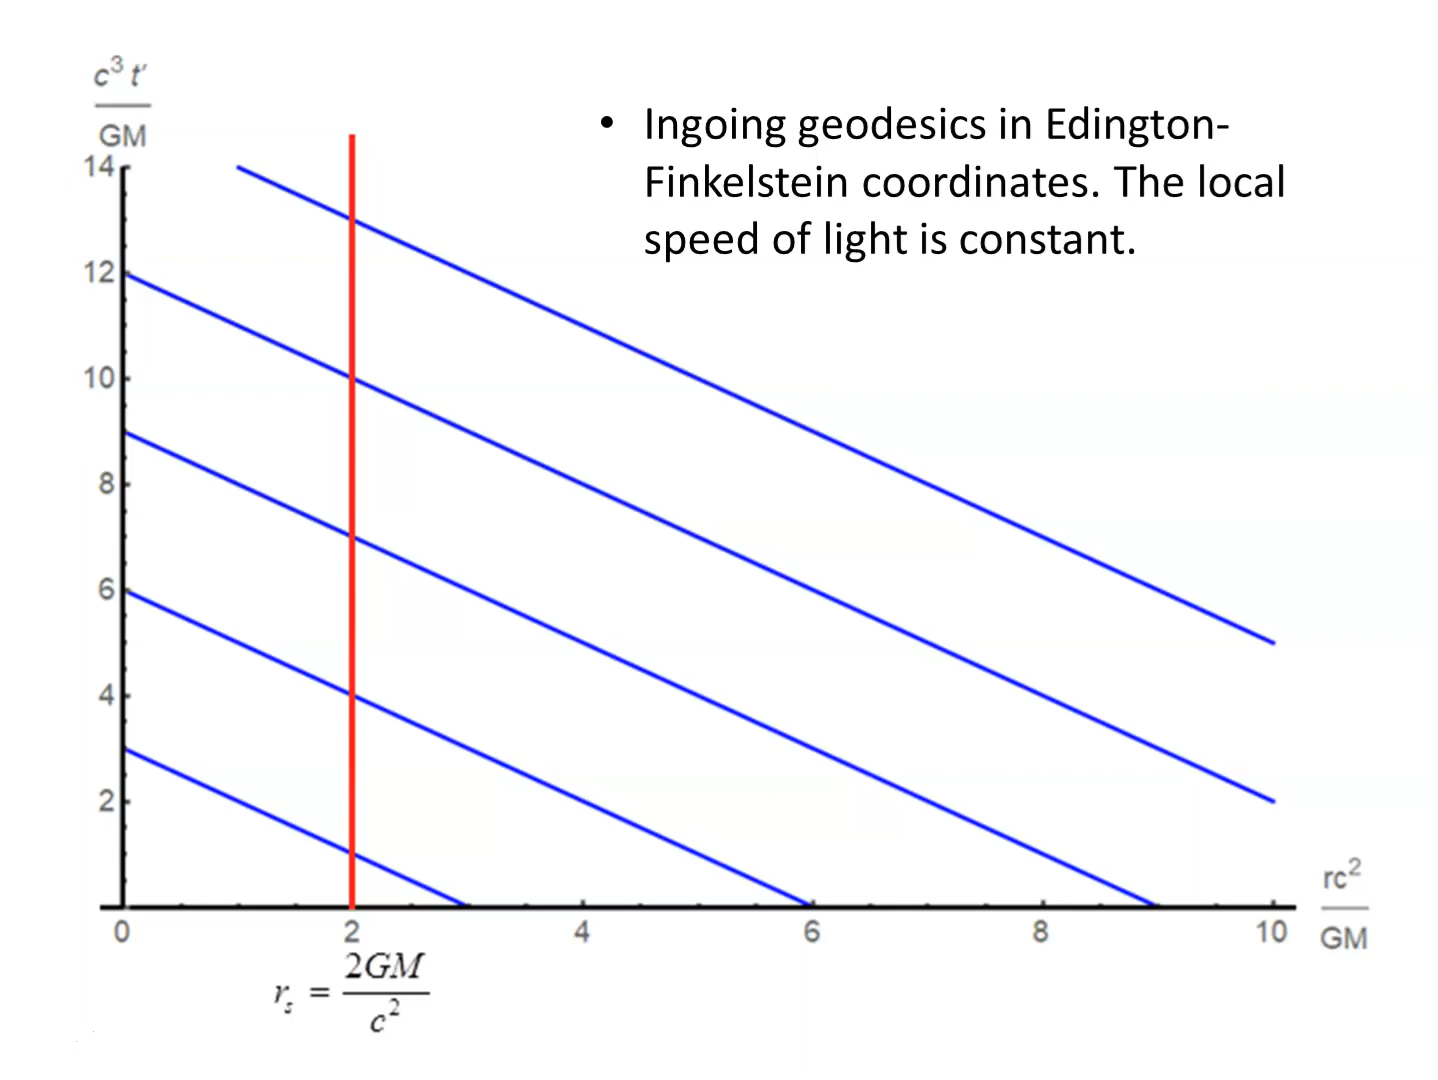 c³ t′
GM
• Ingoing geodesics in Edington-
Finkelstein coordinates. The local
speed of light is constant.
14
12
10
8
6
4
2
0 2 4 6 8 10
rc²
GM
r_s = 2GM
c²